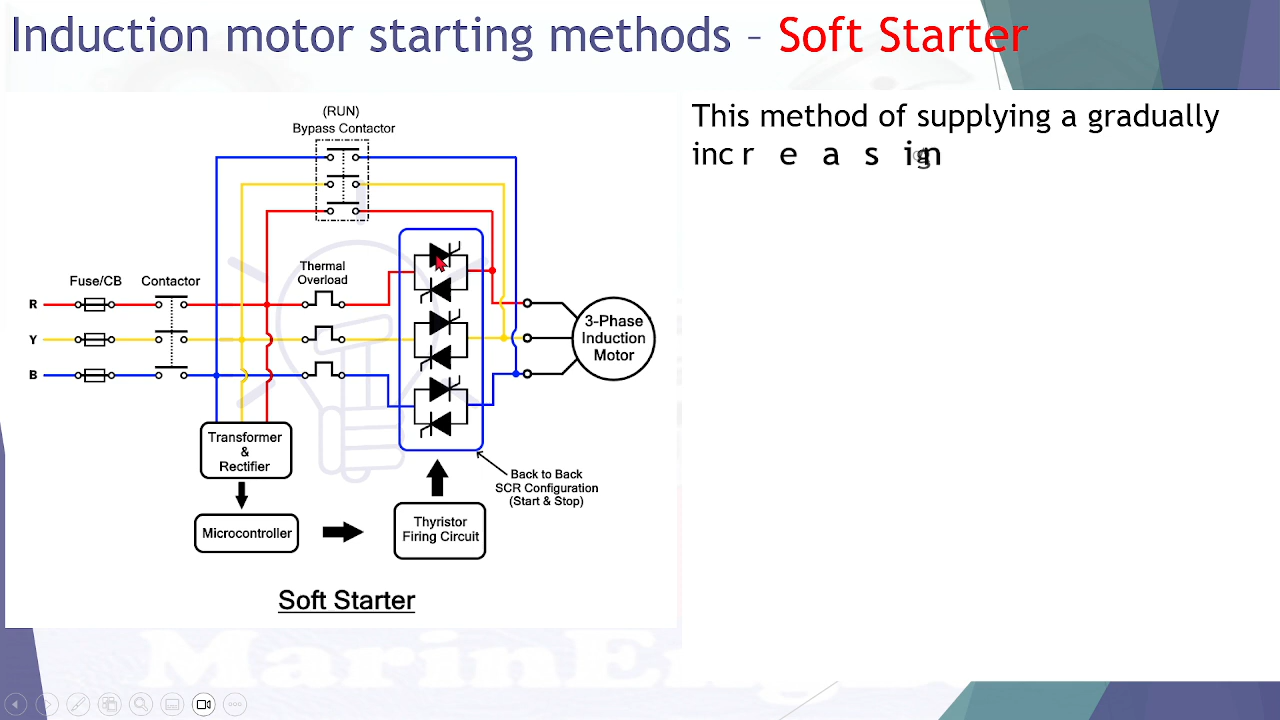 Induction motor starting methods – Soft Starter
This method of supplying a gradually
increasing
(RUN)
Bypass Contactor
Fuse/CB
Contactor
Thermal
Overload
R
Y
B
3-Phase
Induction
Motor
Transformer
&
Rectifier
Back to Back
SCR Configuration
(Start & Stop)
Microcontroller
Thyristor
Firing Circuit
Soft Starter